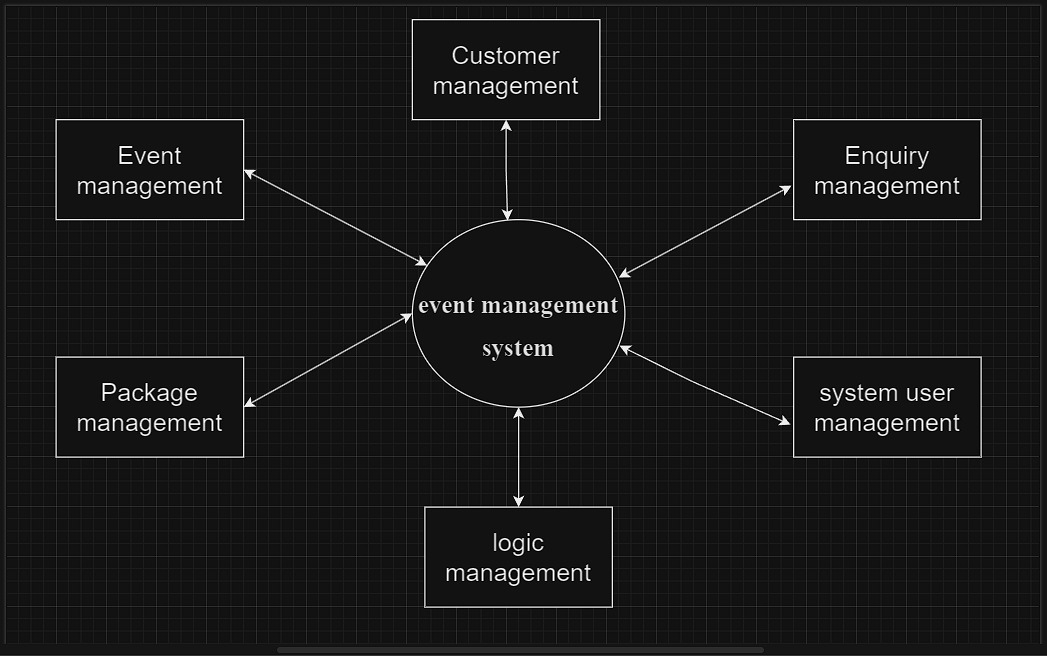 Customer
management
Event
management
Enquiry
management
event management
system
Package
management
system user
management
logic
management